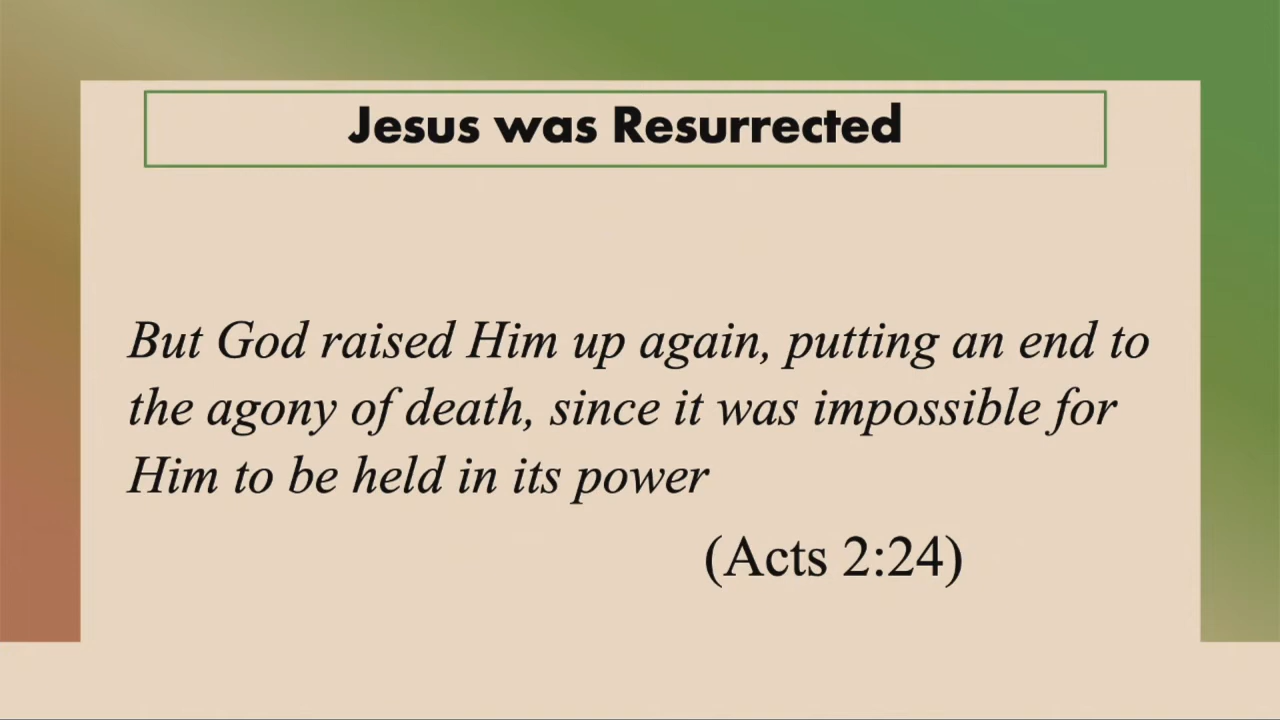 Jesus was Resurrected
But God raised Him up again, putting an end to
the agony of death, since it was impossible for
Him to be held in its power
(Acts 2:24)